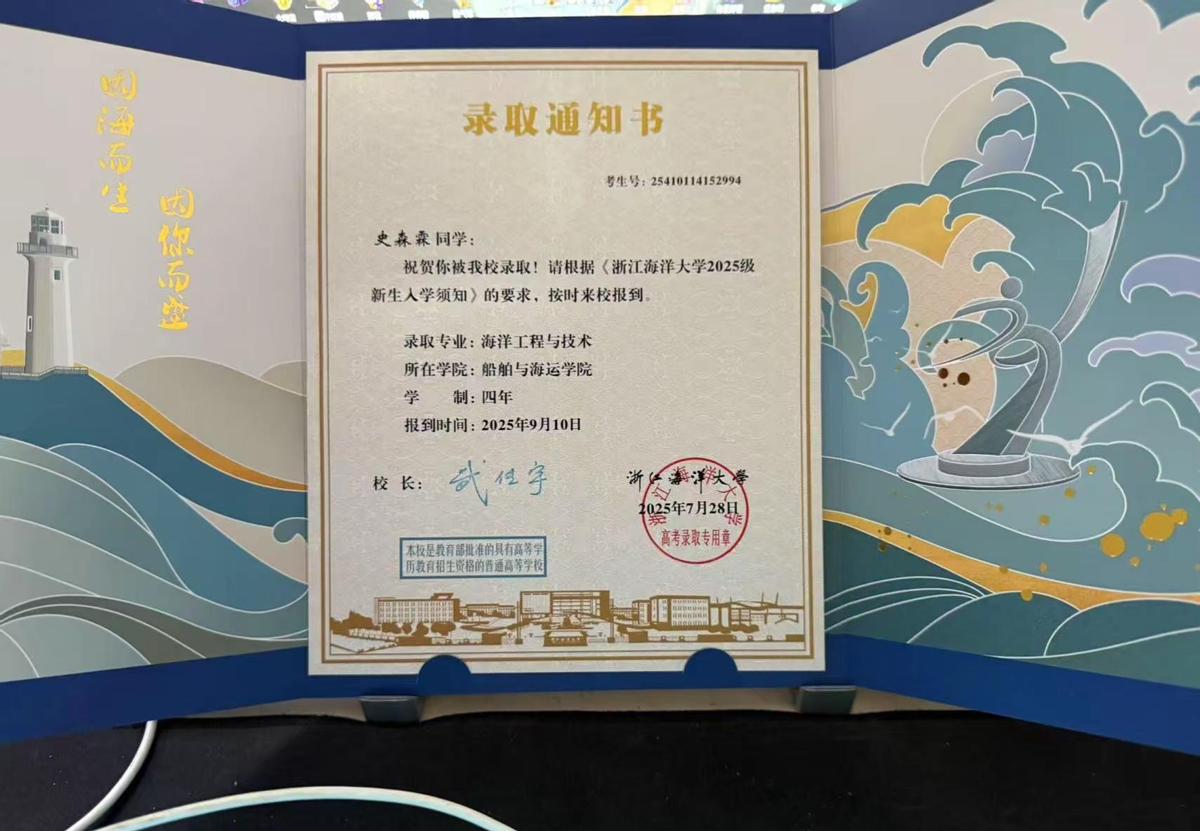 因海而生
因你而遼
录取通知书
考生号：25410114152994
史森霖同学：
祝贺你被我校录取！请根据《浙江海洋大学2025级
新生入学须知》的要求，按时来校报到。
录取专业：海洋工程与技术
所在学院：船舶与海运学院
学 制：四年
报到时间：2025年9月10日
校 长：
浙江海洋大学
2025年7月28日
浙江海洋大学
高考录取专用章
本校是教育部批准的具有高等学
历教育招生资格的普通高等学校